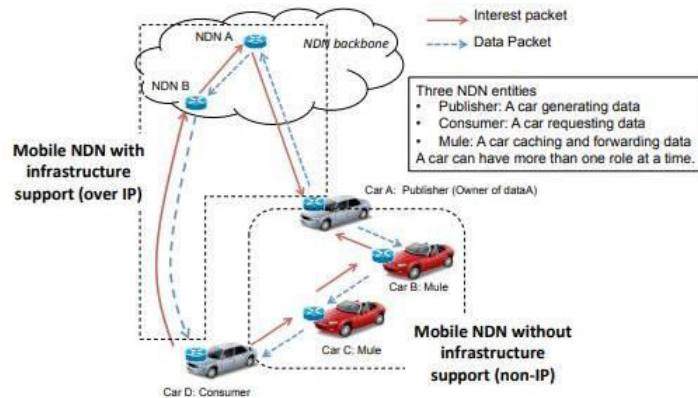 Interest packet
Data Packet
NDN A
NDN backbone
NDN B
Three NDN entities
• Publisher: A car generating data
• Consumer: A car requesting data
• Mule: A car caching and forwarding data
A car can have more than one role at a time.
Mobile NDN with
infrastructure
support (over IP)
Car A: Publisher (Owner of dataA)
Car B: Mule
Car C: Mule
Mobile NDN without
infrastructure
support (non-IP)
Car D: Consumer